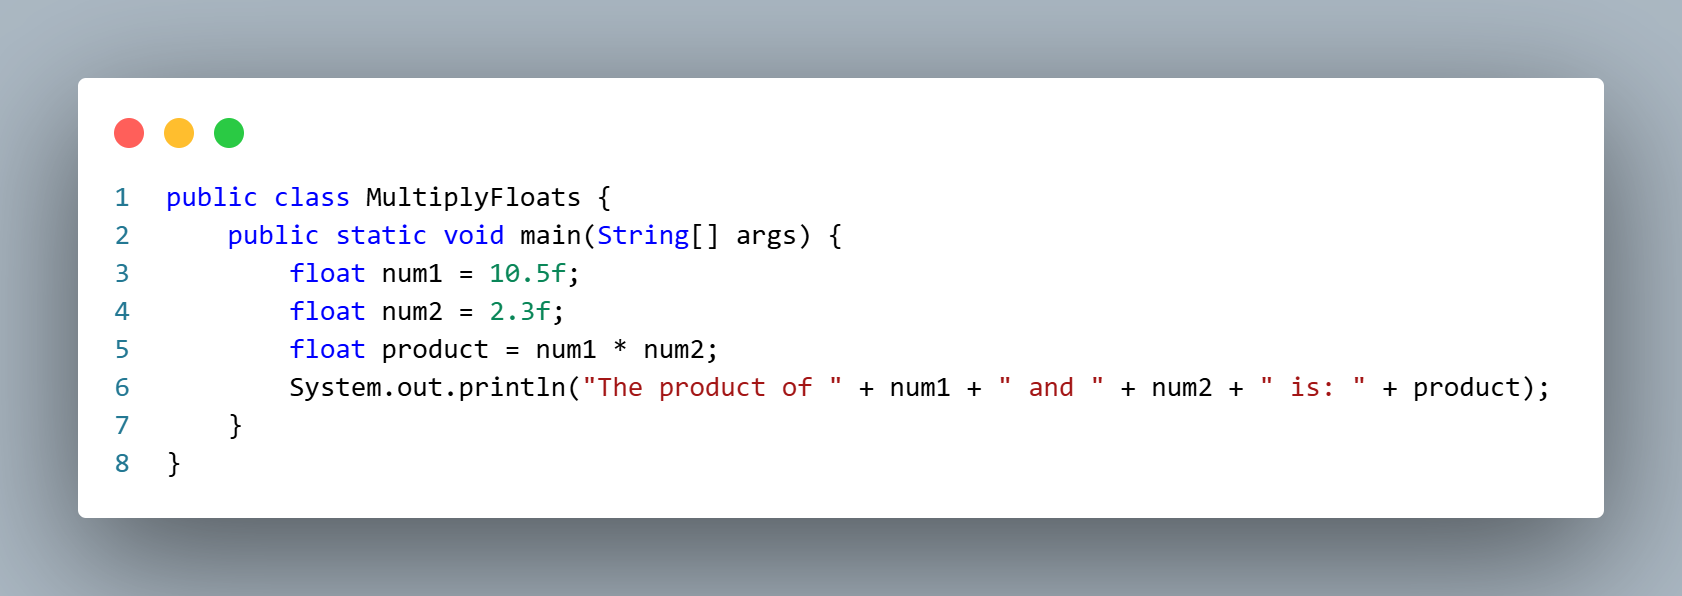 1 public class MultiplyFloats {
2     public static void main(String[] args) {
3         float num1 = 10.5f;
4         float num2 = 2.3f;
5         float product = num1 * num2;
6         System.out.println("The product of " + num1 + " and " + num2 + " is: " + product);
7     }
8 }